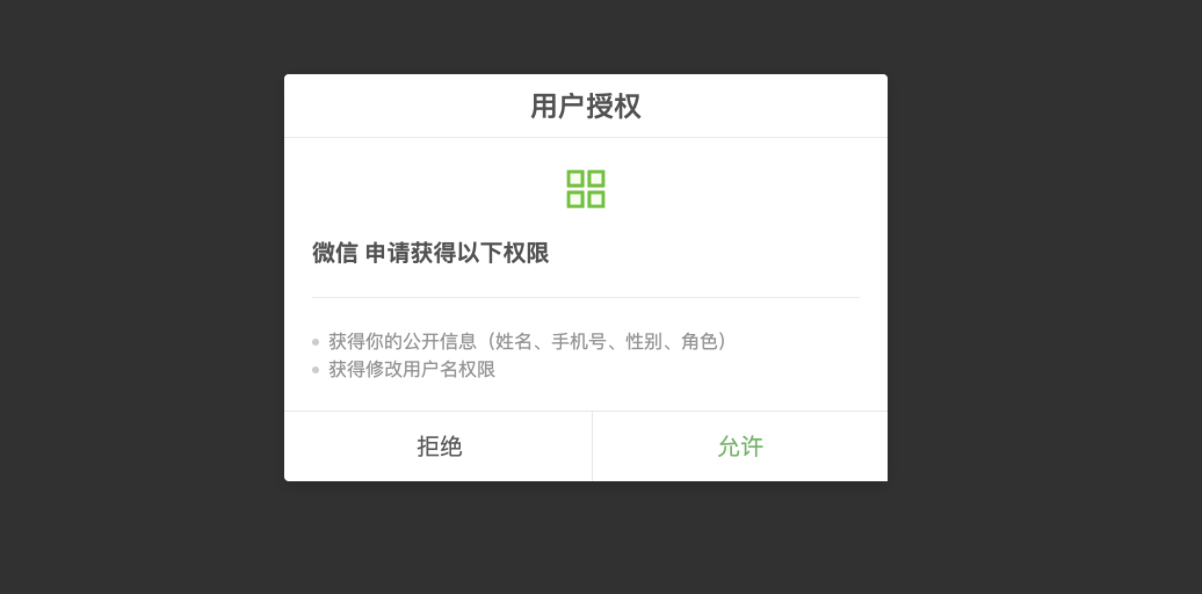 用户授权
微信 申请获得以下权限
获得你的公开信息（姓名、手机号、性别、角色）
获得修改用户名权限
拒绝
允许